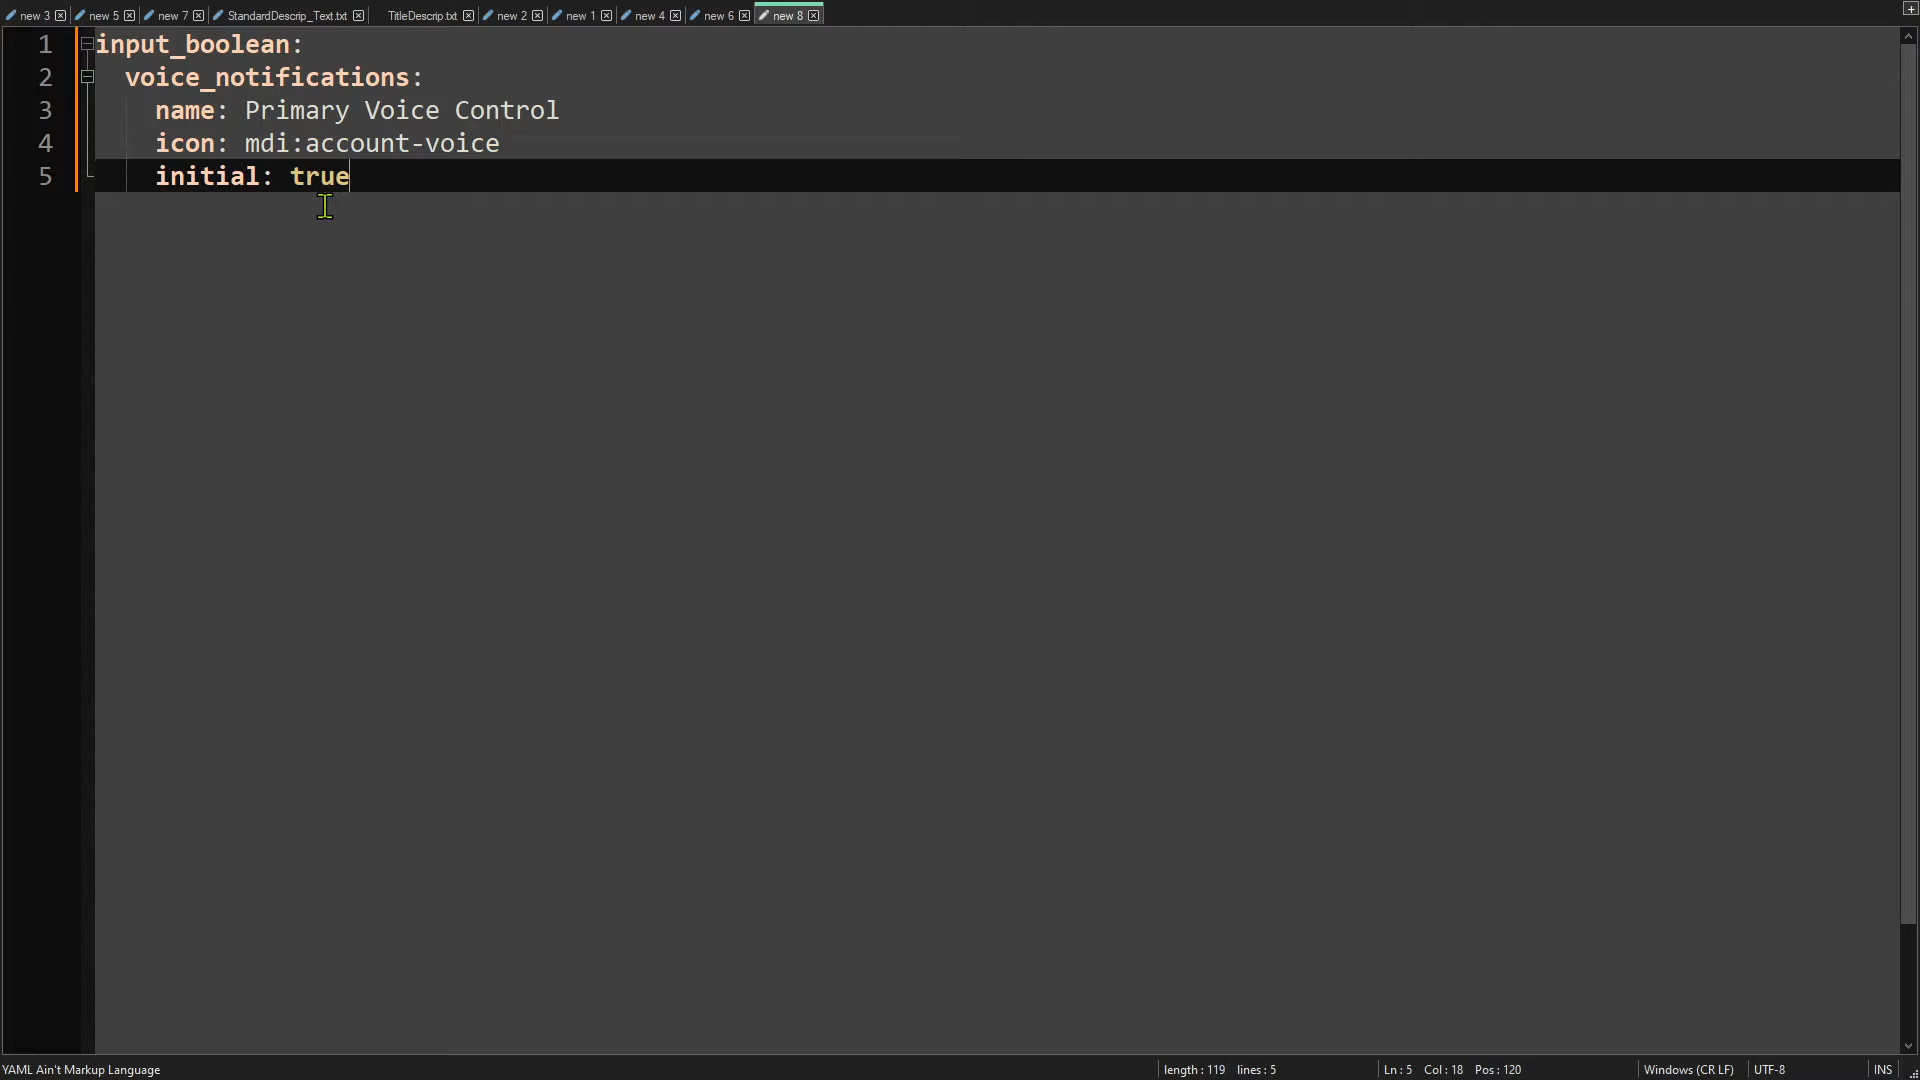 new 3 new 5 new 7 StandardDescrip_Text.txt TitleDescrip.txt new 2 new 1 new 4 new 6 new 8
1 input_boolean:
2   voice_notifications:
3     name: Primary Voice Control
4     icon: mdi:account-voice
5     initial: true
YAML Ain't Markup Language length : 119 lines : 5 Ln : 5 Col : 18 Pos : 120 Windows (CR LF) UTF-8 INS